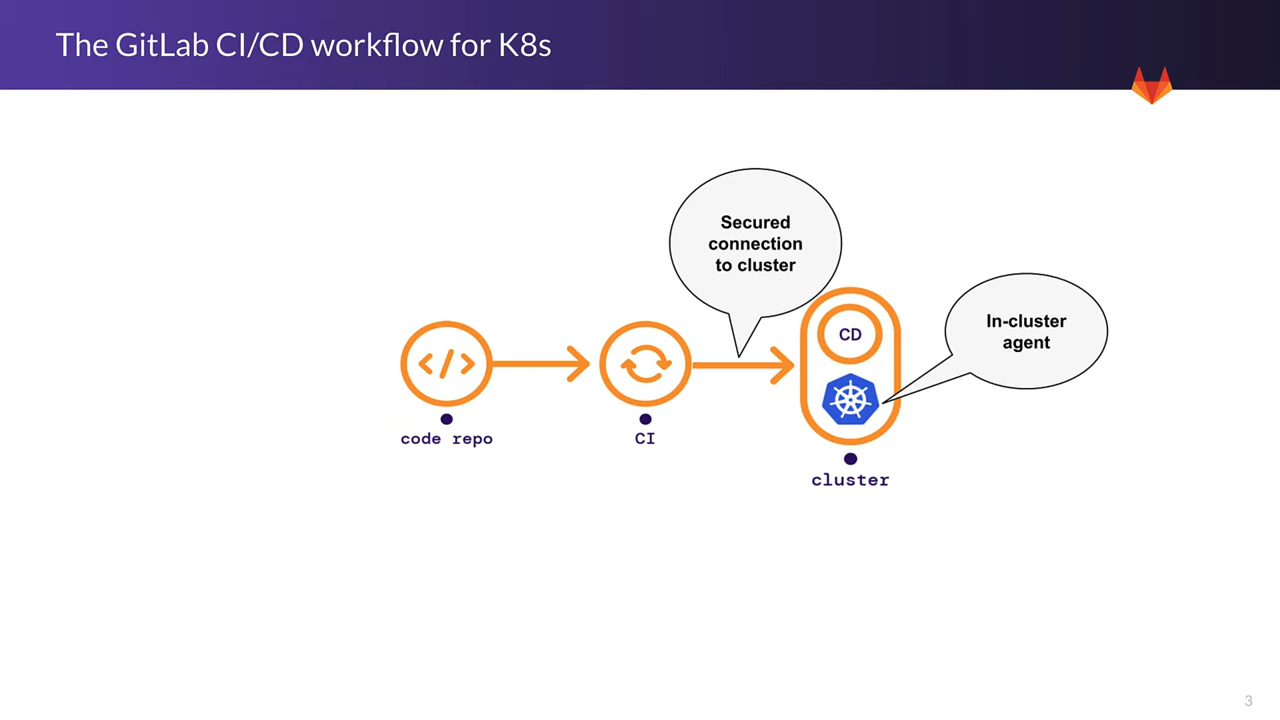 The GitLab CI/CD workflow for K8s
Secured
connection
to cluster
In-cluster
agent
CD
</>
code repo
CI
cluster
3